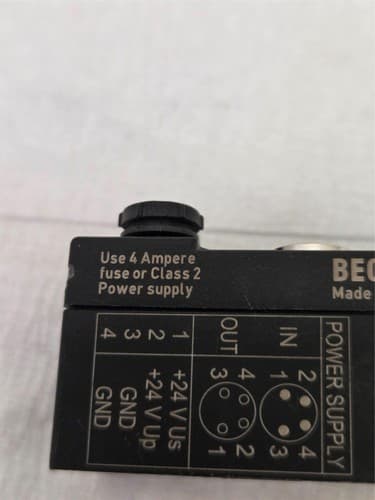 Use 4 Ampere
fuse or Class 2
Power supply
BEC
Made
POWER SUPPLY
2 4
IN
1 3
4 2
OUT
3 1
1 +24 V Us
2 +24 V Up
3 GND
4 GND